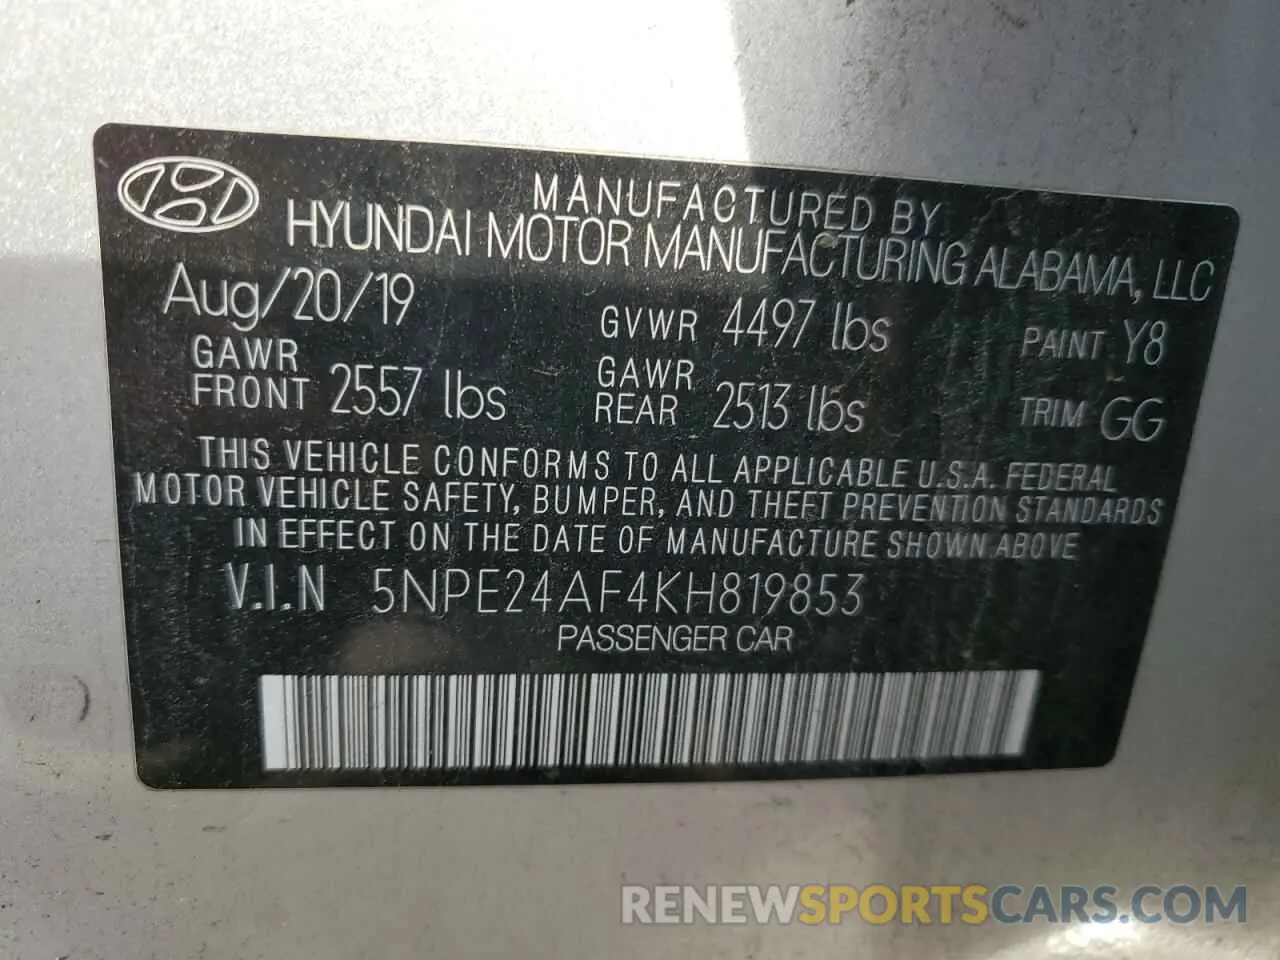 MANUFACTURED BY
HYUNDAI MOTOR MANUFACTURING ALABAMA, LLC
Aug/20/19 GVWR 4497 lbs PAINT Y8
GAWR FRONT 2557 lbs GAWR REAR 2513 lbs TRIM GG
THIS VEHICLE CONFORMS TO ALL APPLICABLE U.S.A. FEDERAL
MOTOR VEHICLE SAFETY, BUMPER, AND THEFT PREVENTION STANDARDS
IN EFFECT ON THE DATE OF MANUFACTURE SHOWN ABOVE
V.I.N 5NPE24AF4KH819853
PASSENGER CAR
RENEWSPORTSCARS.COM